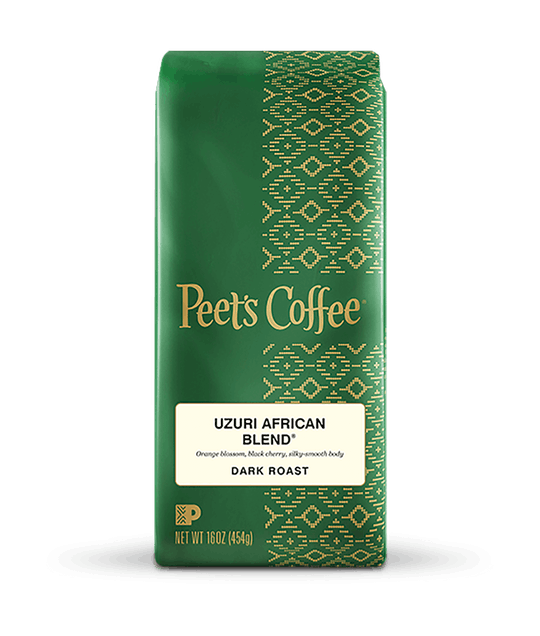 Peet's Coffee®
UZURI AFRICAN
BLEND®
Orange blossom, black cherry, silky-smooth body
DARK ROAST
P
NET WT 16OZ (454g)